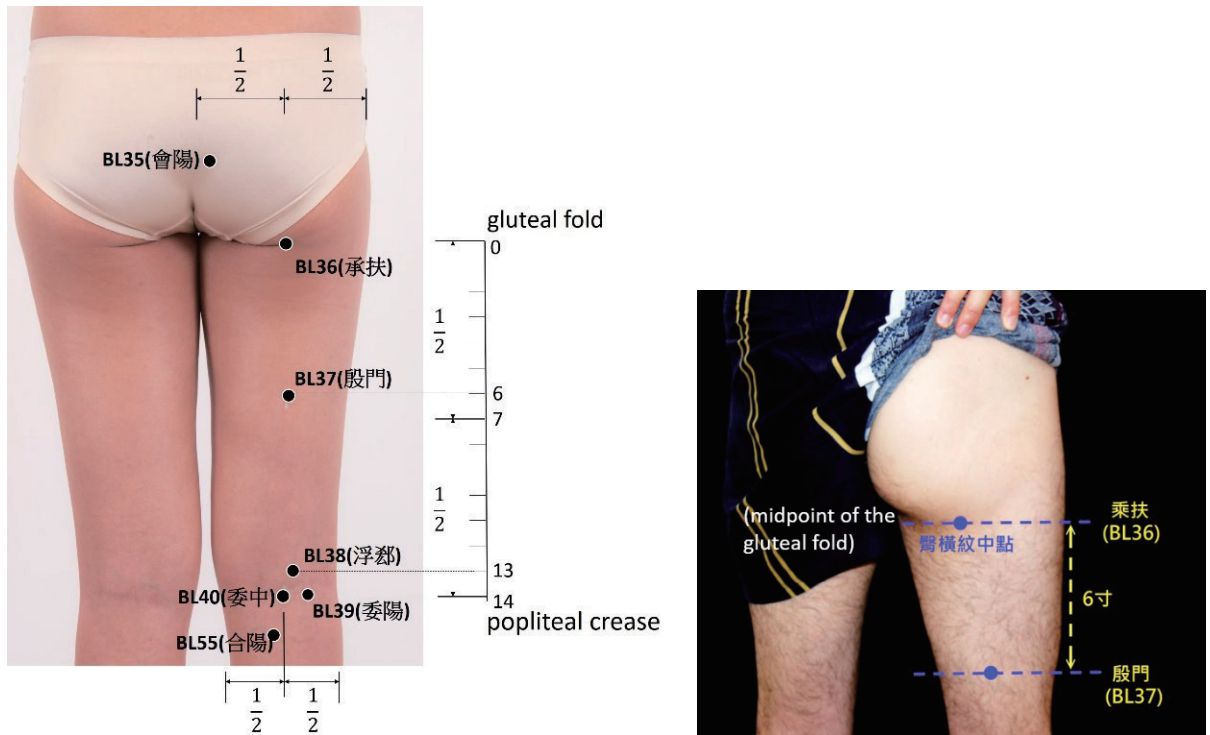 1/2
1/2
BL35(會陽)
gluteal fold
0
BL36(承扶)
1/2
BL37(殷門)
6
7
1/2
BL38(浮郄)
13
BL40(委中)
BL39(委陽)
14
popliteal crease
BL55(合陽)
1/2
1/2
(midpoint of the
gluteal fold)
臀橫紋中點
乘扶
(BL36)
6寸
殷門
(BL37)